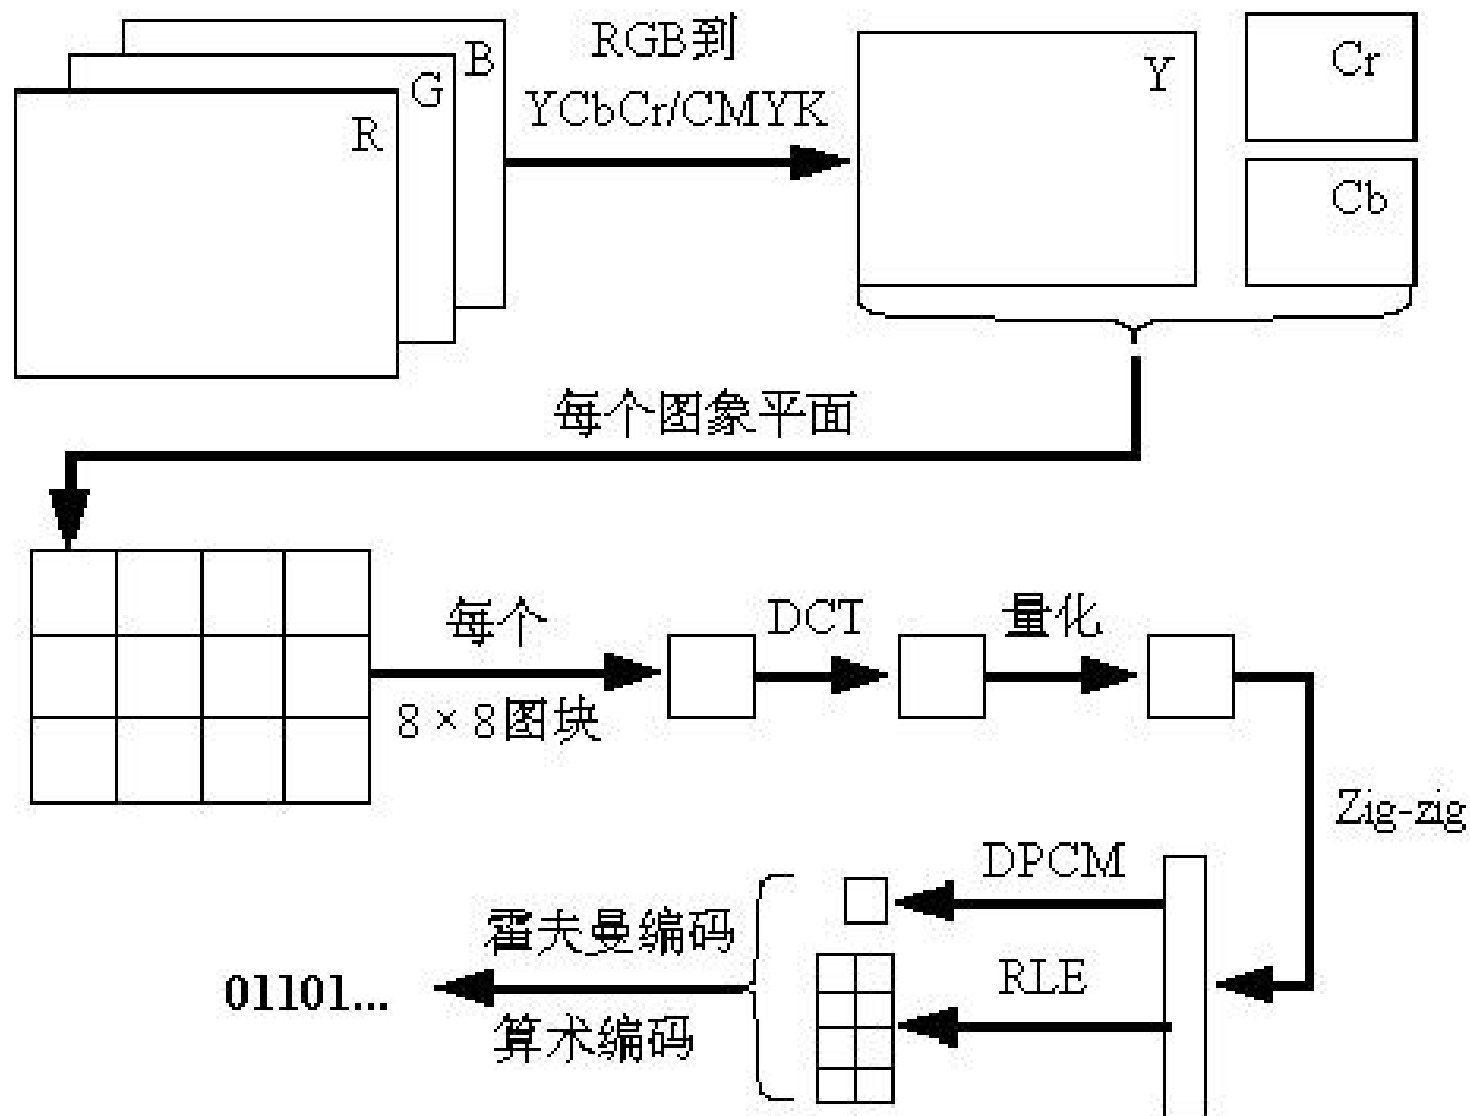 R
G
B
RGB到
YCbCr/CMYK
Y
Cr
Cb
每个图象平面
每个
8×8图块
DCT
量化
Zig-zig
DPCM
RLE
霍夫曼编码
算术编码
01101...